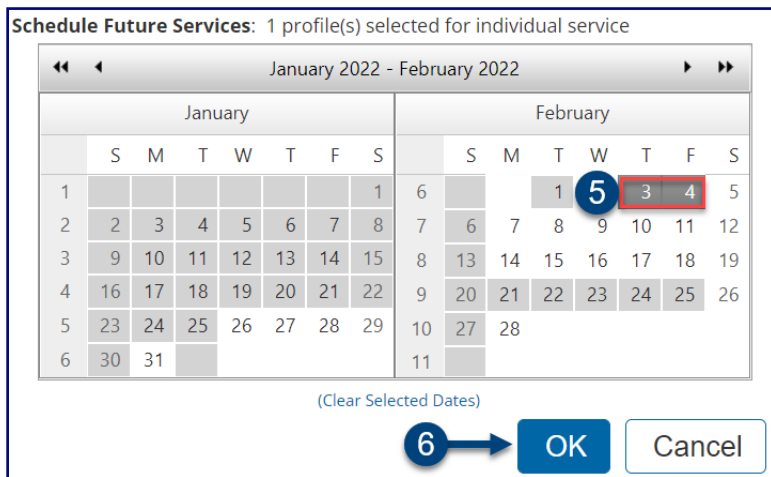 Schedule Future Services: 1 profile(s) selected for individual service
January 2022 - February 2022
January February
S M T W T F S S M T W T F S
1 1 6 1 5 3 4 5
2 2 3 4 5 6 7 8 7 6 7 8 9 10 11 12
3 9 10 11 12 13 14 15 8 13 14 15 16 17 18 19
4 16 17 18 19 20 21 22 9 20 21 22 23 24 25 26
5 23 24 25 26 27 28 29 10 27 28
6 30 31 11
(Clear Selected Dates)
6 OK Cancel